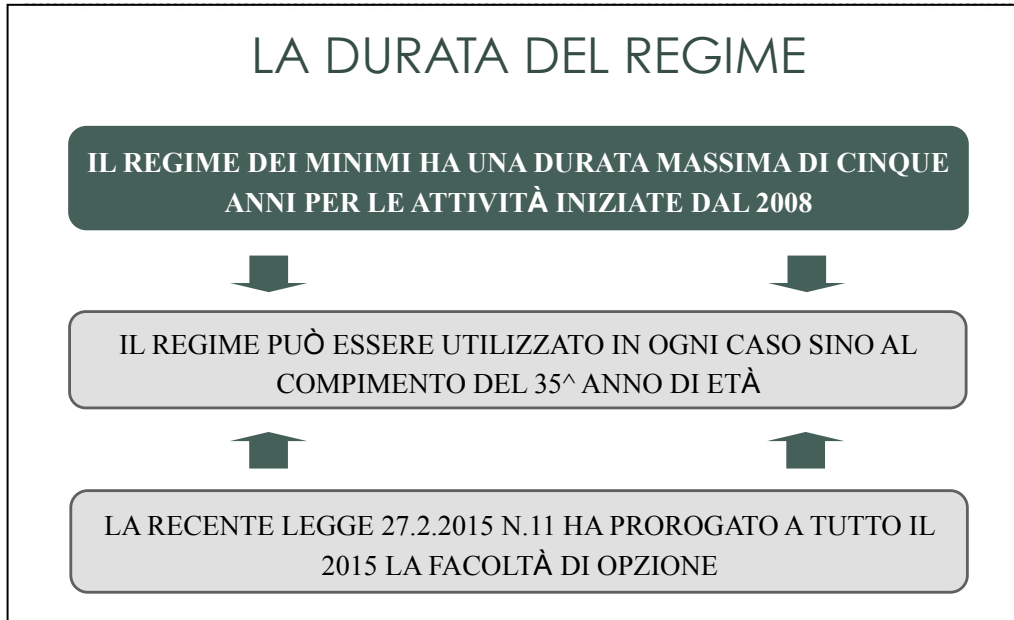 LA DURATA DEL REGIME
IL REGIME DEI MINIMI HA UNA DURATA MASSIMA DI CINQUE
ANNI PER LE ATTIVITÀ INIZIATE DAL 2008
IL REGIME PUÒ ESSERE UTILIZZATO IN OGNI CASO SINO AL
COMPIMENTO DEL 35^ ANNO DI ETÀ
LA RECENTE LEGGE 27.2.2015 N.11 HA PROROGATO A TUTTO IL
2015 LA FACOLTÀ DI OPZIONE